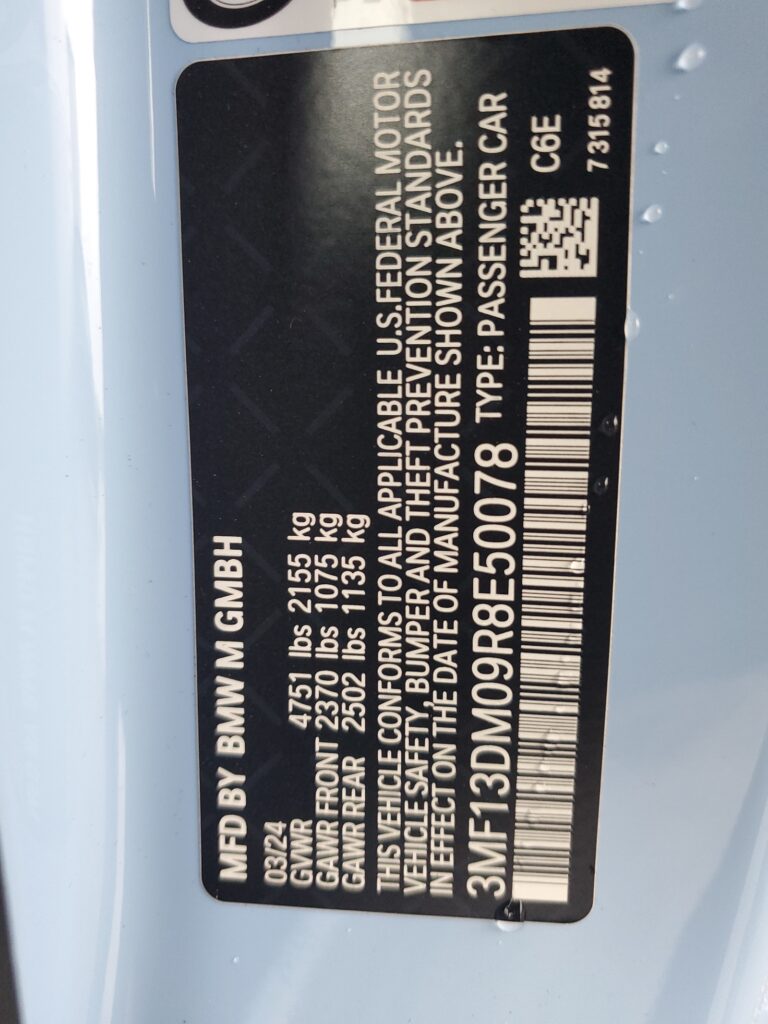 MFD BY BMW M GMBH
03/24
GVWR 4751 lbs 2155 kg
GAWR FRONT 2370 lbs 1075 kg
GAWR REAR 2502 lbs 1135 kg
THIS VEHICLE CONFORMS TO ALL APPLICABLE U.S.FEDERAL MOTOR
VEHICLE SAFETY, BUMPER AND THEFT PREVENTION STANDARDS
IN EFFECT ON THE DATE OF MANUFACTURE SHOWN ABOVE.
3MF13DM09R8E50078 TYPE: PASSENGER CAR
C6E
7 315 814